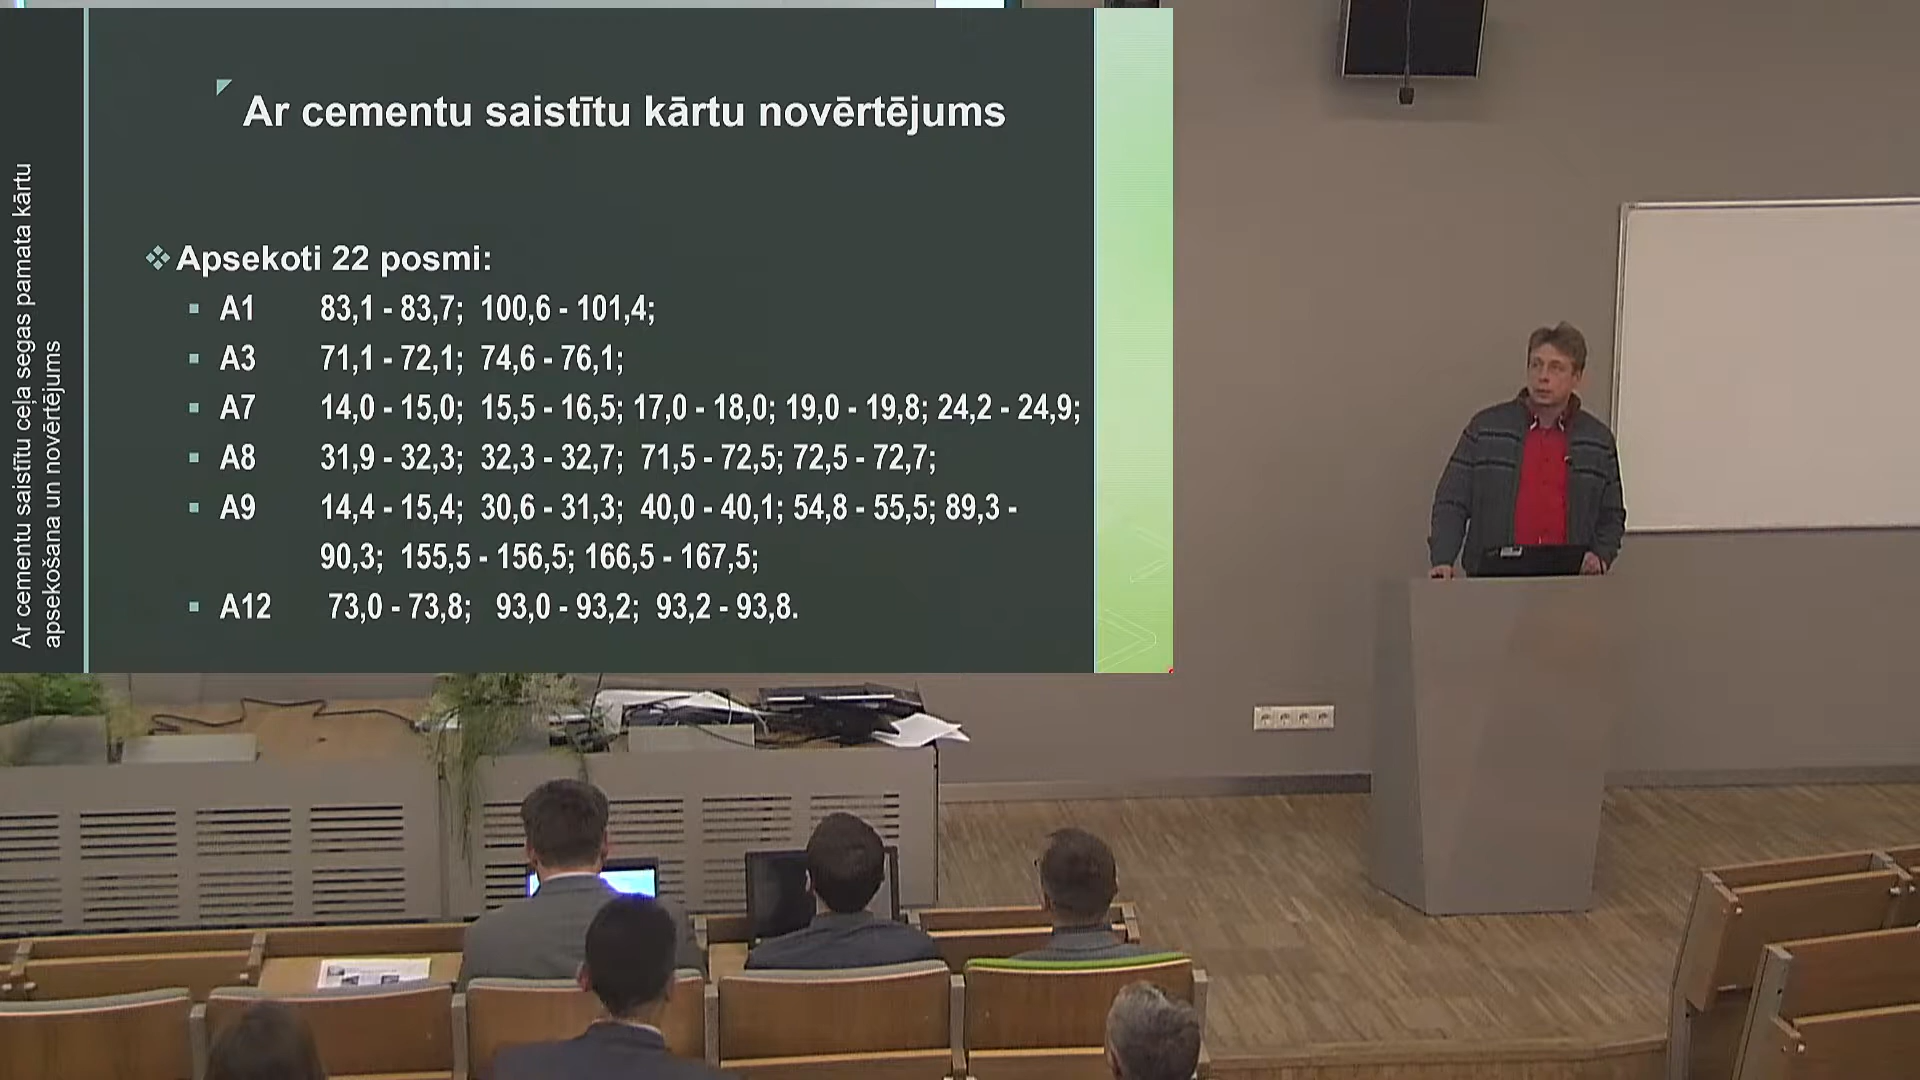 Ar cementu saistītu ceļa segas pamata kārtu
apsekošana un novērtējums
Ar cementu saistītu kārtu novērtējums
Apsekoti 22 posmi:
A1 83,1 - 83,7; 100,6 - 101,4;
A3 71,1 - 72,1; 74,6 - 76,1;
A7 14,0 - 15,0; 15,5 - 16,5; 17,0 - 18,0; 19,0 - 19,8; 24,2 - 24,9;
A8 31,9 - 32,3; 32,3 - 32,7; 71,5 - 72,5; 72,5 - 72,7;
A9 14,4 - 15,4; 30,6 - 31,3; 40,0 - 40,1; 54,8 - 55,5; 89,3 -
90,3; 155,5 - 156,5; 166,5 - 167,5;
A12 73,0 - 73,8; 93,0 - 93,2; 93,2 - 93,8.